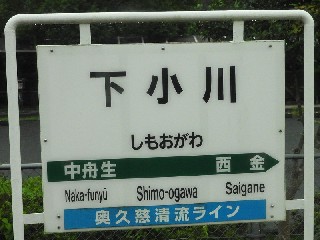 下小川
しもおがわ
中舟生 西金
Naka-funyū Shimo-ogawa Saigane
奥久慈清流ライン